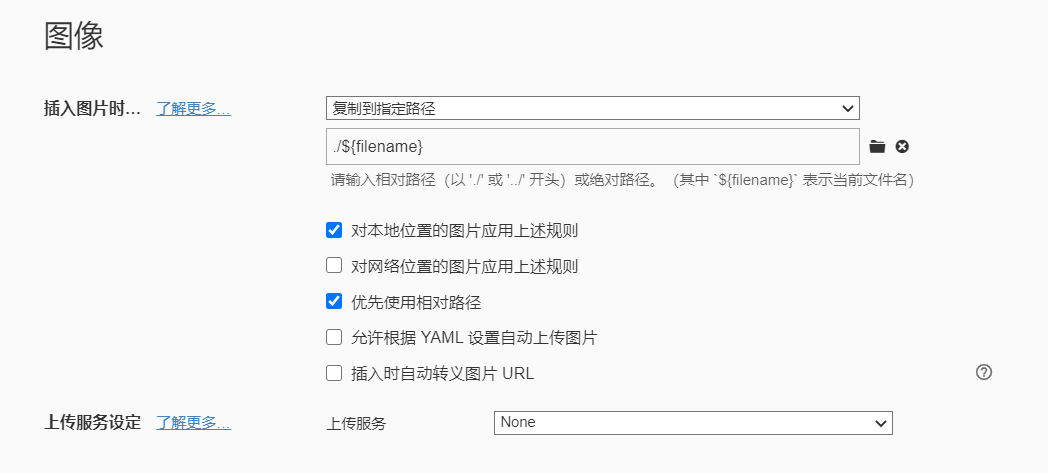 图像
插入图片时... 了解更多... 复制到指定路径
./${filename}
请输入相对路径（以 './' 或 '../' 开头）或绝对路径。（其中 `${filename}` 表示当前文件名）
对本地位置的图片应用上述规则
对网络位置的图片应用上述规则
优先使用相对路径
允许根据 YAML 设置自动上传图片
插入时自动转义图片 URL
上传服务设定 了解更多... 上传服务 None